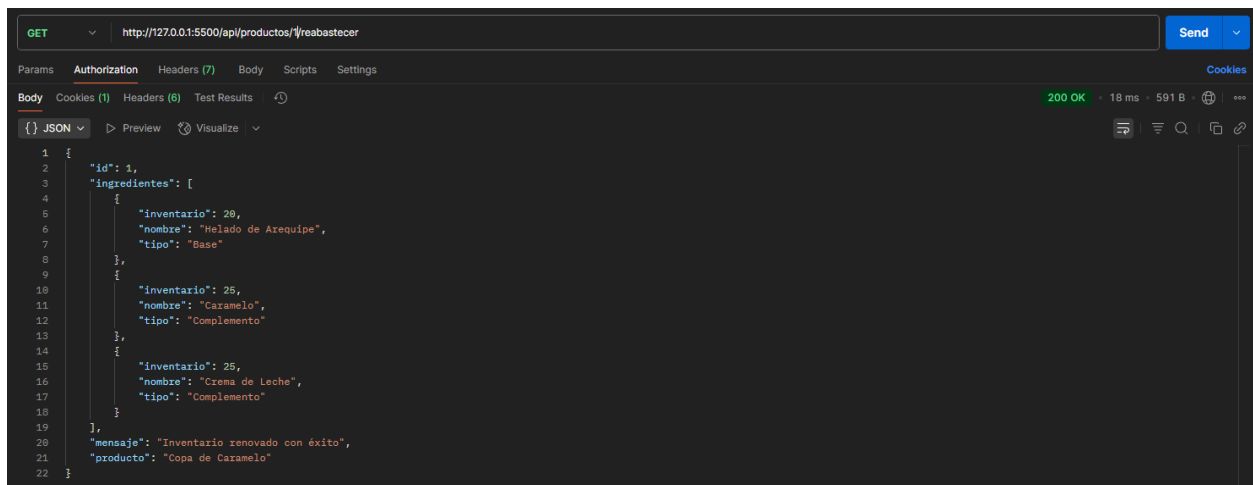 GET http://127.0.0.1:5500/api/productos/1/reabastecer Send
Params Authorization Headers (7) Body Scripts Settings Cookies
Body Cookies (1) Headers (6) Test Results 200 OK • 18 ms • 591 B
{} JSON Preview Visualize
1 {
2 "id": 1,
3 "ingredientes": [
4 {
5 "inventario": 20,
6 "nombre": "Helado de Arequipe",
7 "tipo": "Base"
8 },
9 {
10 "inventario": 25,
11 "nombre": "Caramelo",
12 "tipo": "Complemento"
13 },
14 {
15 "inventario": 25,
16 "nombre": "Crema de Leche",
17 "tipo": "Complemento"
18 }
19 ],
20 "mensaje": "Inventario renovado con éxito",
21 "producto": "Copa de Caramelo"
22 }